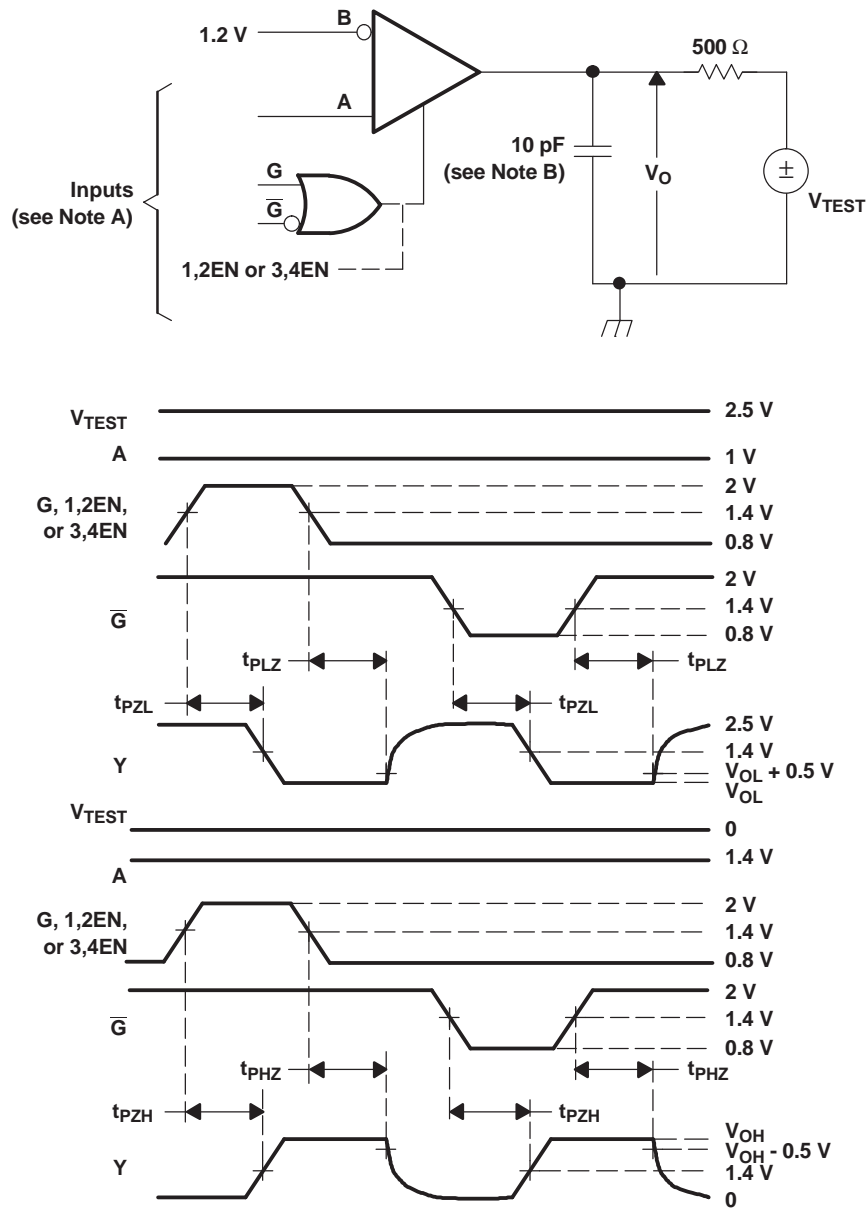 B
1.2 V
500 Ω
A
10 pF
(see Note B)
VO
±
VTEST
G
G̅
Inputs
(see Note A)
1,2EN or 3,4EN
VTEST
2.5 V
A
1 V
G, 1,2EN,
or 3,4EN
2 V
1.4 V
0.8 V
G̅
2 V
1.4 V
0.8 V
tPLZ
tPLZ
tPZL
tPZL
Y
2.5 V
1.4 V
VOL + 0.5 V
VOL
VTEST
0
A
1.4 V
G, 1,2EN,
or 3,4EN
2 V
1.4 V
0.8 V
G̅
2 V
1.4 V
0.8 V
tPHZ
tPHZ
tPZH
tPZH
Y
VOH
VOH - 0.5 V
1.4 V
0